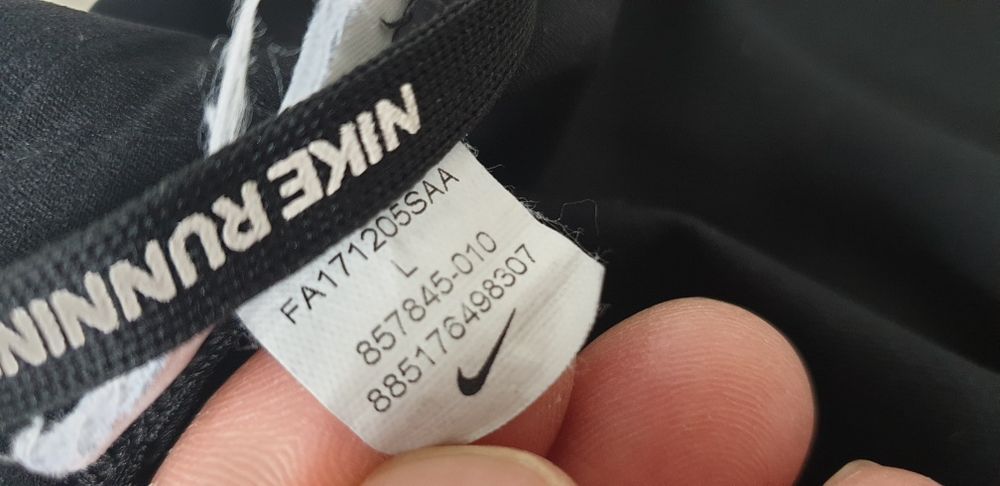 NIKE RUNNIN
FA171205SAA
L
857845-010
885176498307